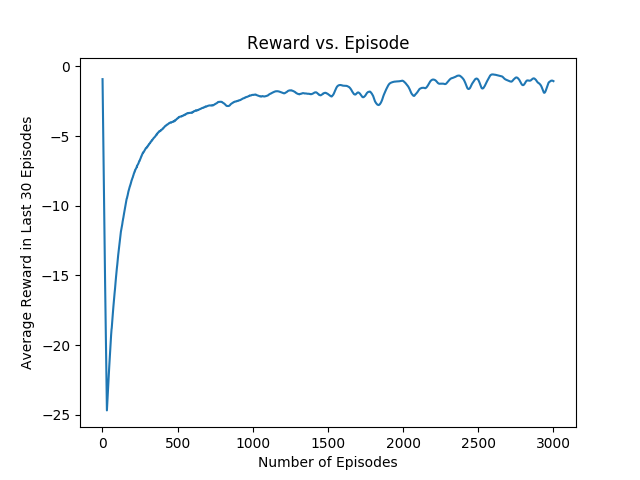 Reward vs. Episode
Average Reward in Last 30 Episodes
0
−5
−10
−15
−20
−25
0 500 1000 1500 2000 2500 3000
Number of Episodes